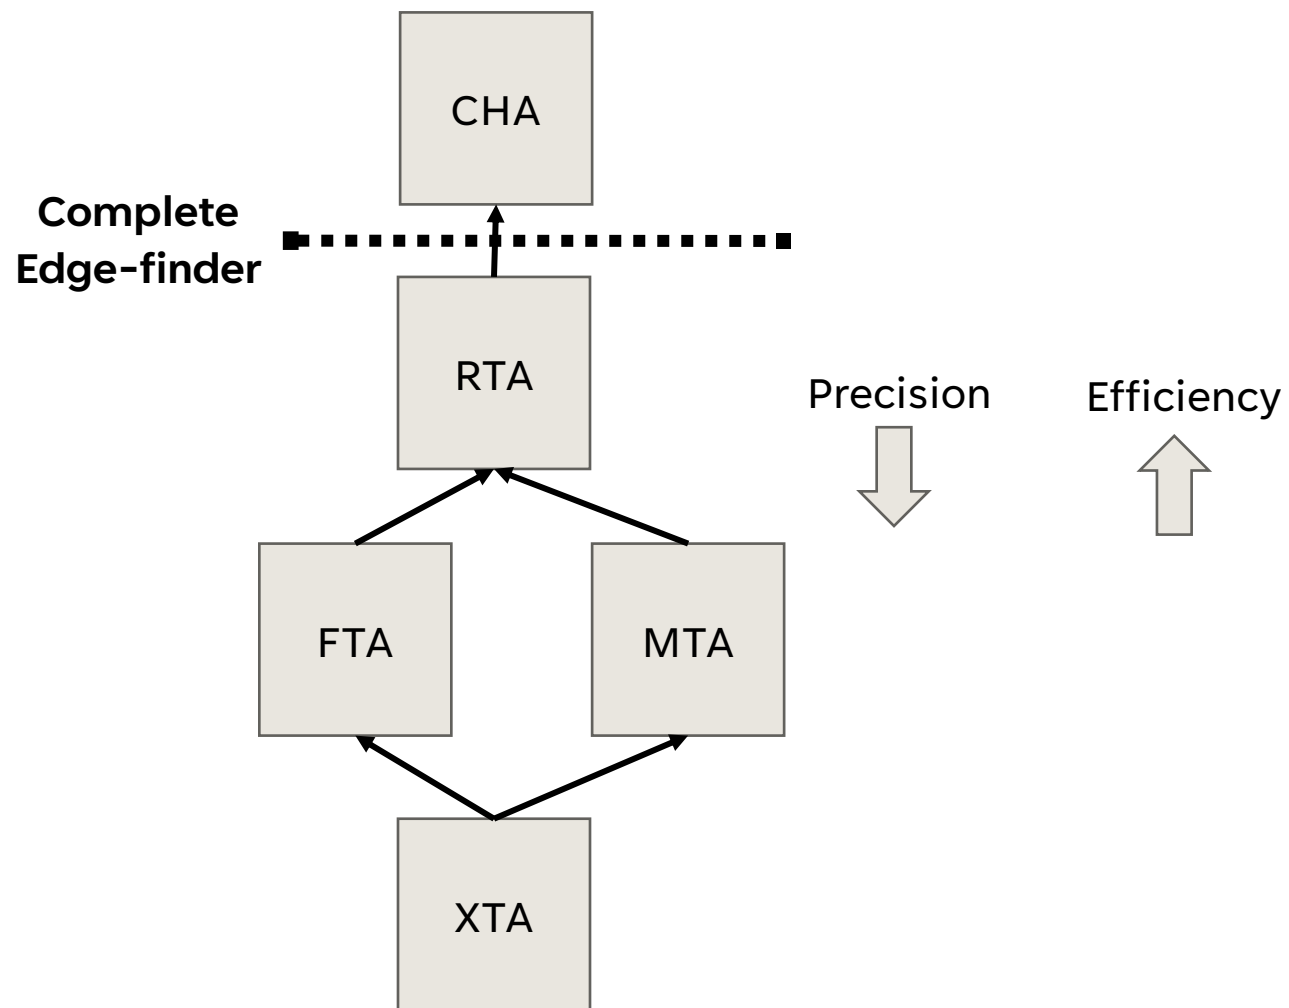 CHA
Complete
Edge-finder
RTA
Precision
Efficiency
FTA
MTA
XTA